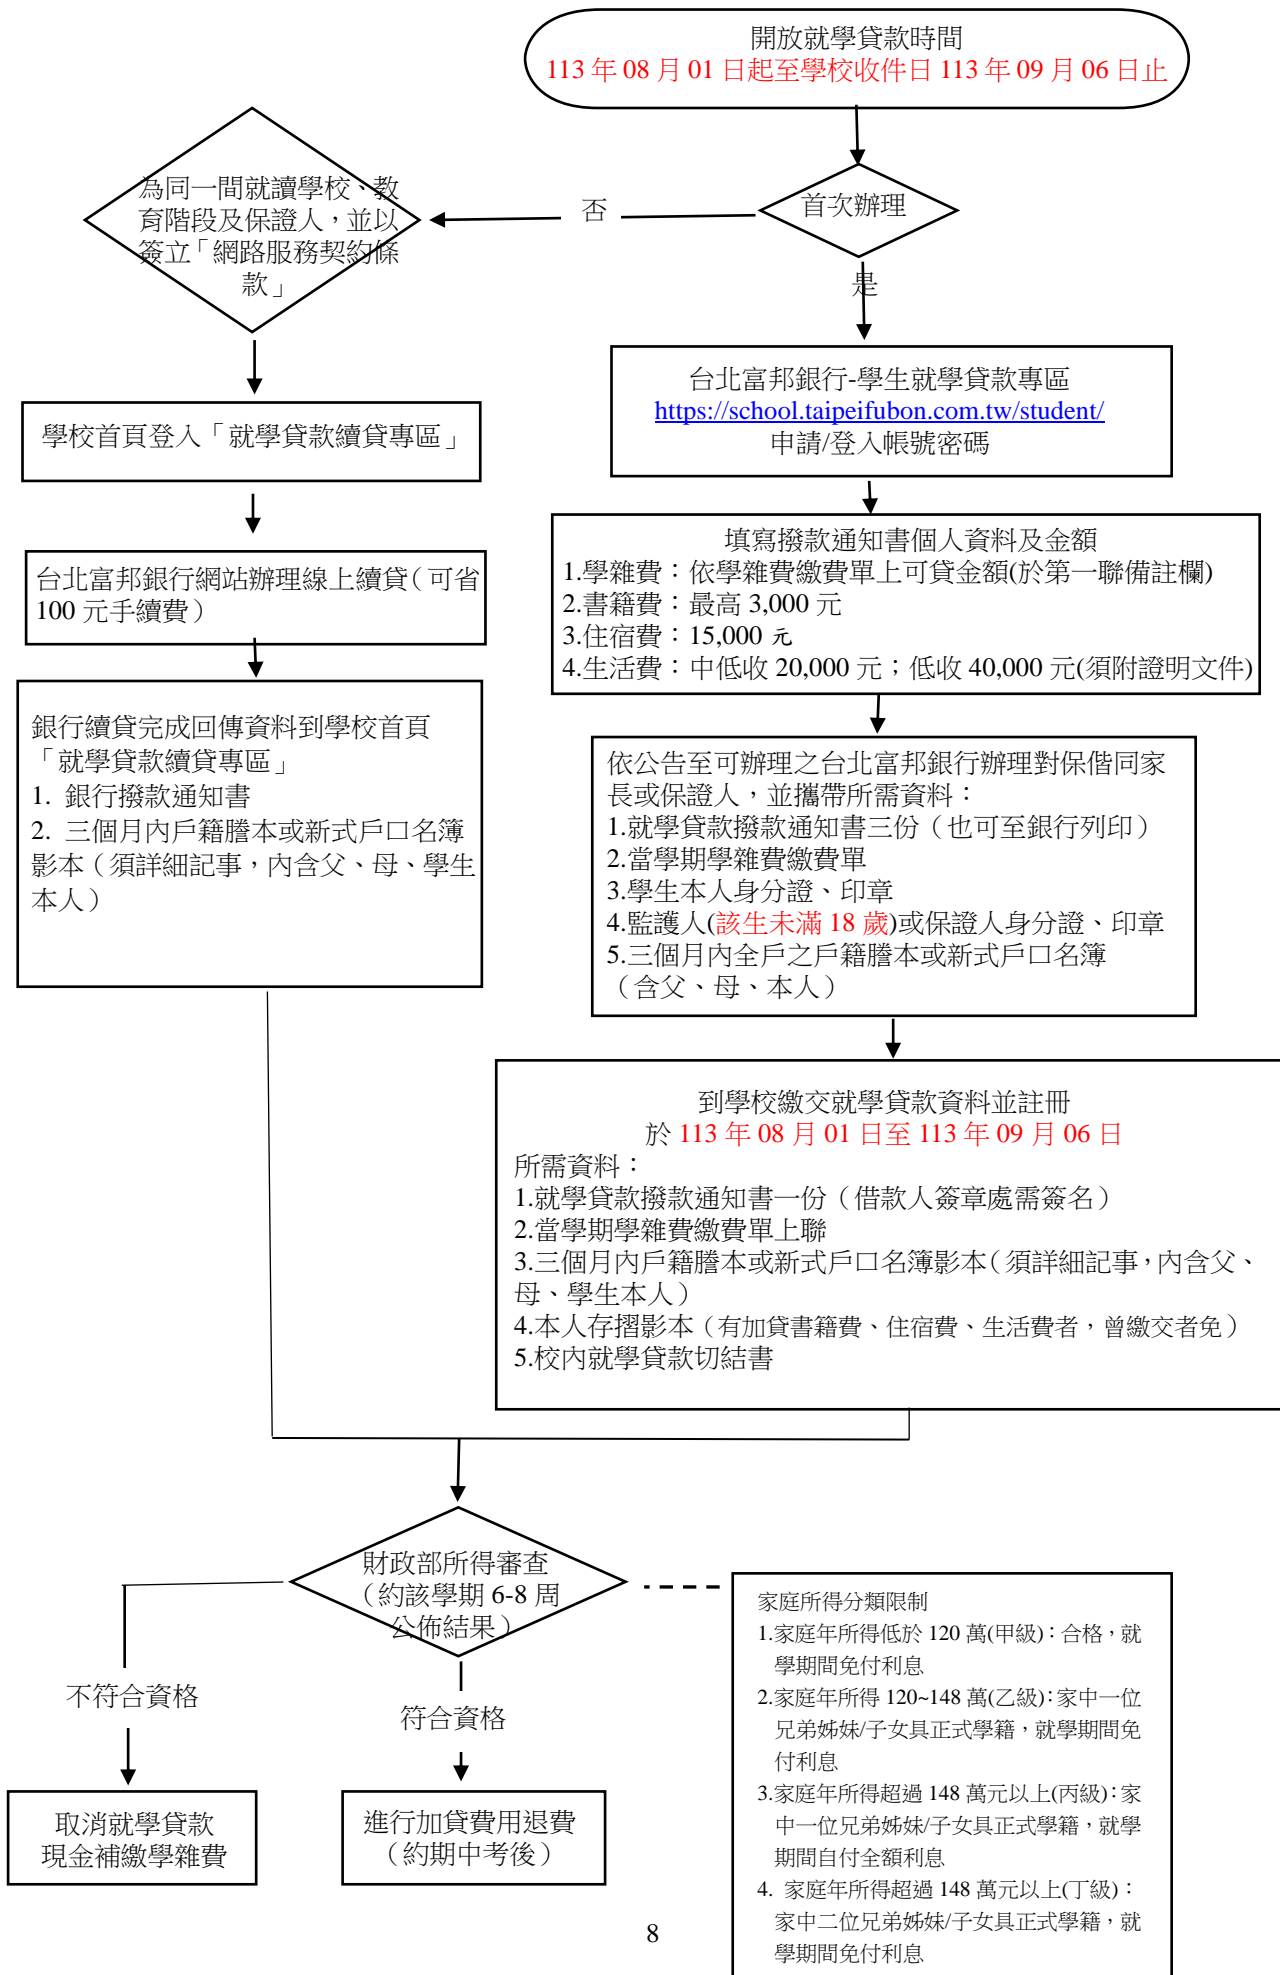 開放就學貸款時間
113 年 08 月 01 日起至學校收件日 113 年 09 月 06 日止
首次辦理
否
是
為同一間就讀學校、教
育階段及保證人，並以
簽立「網路服務契約條
款」
學校首頁登入「就學貸款續貸專區」
台北富邦銀行網站辦理線上續貸（可省
100 元手續費）
銀行續貸完成回傳資料到學校首頁
「就學貸款續貸專區」
1. 銀行撥款通知書
2. 三個月內戶籍謄本或新式戶口名簿
影本（須詳細記事，內含父、母、學生
本人）
台北富邦銀行-學生就學貸款專區
https://school.taipeifubon.com.tw/student/
申請/登入帳號密碼
填寫撥款通知書個人資料及金額
1.學雜費：依學雜費繳費單上可貸金額(於第一聯備註欄)
2.書籍費：最高 3,000 元
3.住宿費：15,000 元
4.生活費：中低收 20,000 元；低收 40,000 元(須附證明文件)
依公告至可辦理之台北富邦銀行辦理對保偕同家
長或保證人，並攜帶所需資料：
1.就學貸款撥款通知書三份（也可至銀行列印）
2.當學期學雜費繳費單
3.學生本人身分證、印章
4.監護人(該生未滿 18 歲)或保證人身分證、印章
5.三個月內全戶之戶籍謄本或新式戶口名簿
（含父、母、本人）
到學校繳交就學貸款資料並註冊
於 113 年 08 月 01 日至 113 年 09 月 06 日
所需資料：
1.就學貸款撥款通知書一份（借款人簽章處需簽名）
2.當學期學雜費繳費單上聯
3.三個月內戶籍謄本或新式戶口名簿影本（須詳細記事，內含父、
母、學生本人）
4.本人存摺影本（有加貸書籍費、住宿費、生活費者，曾繳交者免）
5.校內就學貸款切結書
財政部所得審查
（約該學期 6-8 周
公佈結果）
不符合資格
符合資格
取消就學貸款
現金補繳學雜費
進行加貸費用退費
（約期中考後）
家庭所得分類限制
1.家庭年所得低於 120 萬(甲級)：合格，就
學期間免付利息
2.家庭年所得 120~148 萬(乙級)：家中一位
兄弟姊妹/子女具正式學籍，就學期間免
付利息
3.家庭年所得超過 148 萬元以上(丙級)：家
中一位兄弟姊妹/子女具正式學籍，就學
期間自付全額利息
4. 家庭年所得超過 148 萬元以上(丁級)：
家中二位兄弟姊妹/子女具正式學籍，就
學期間免付利息
8